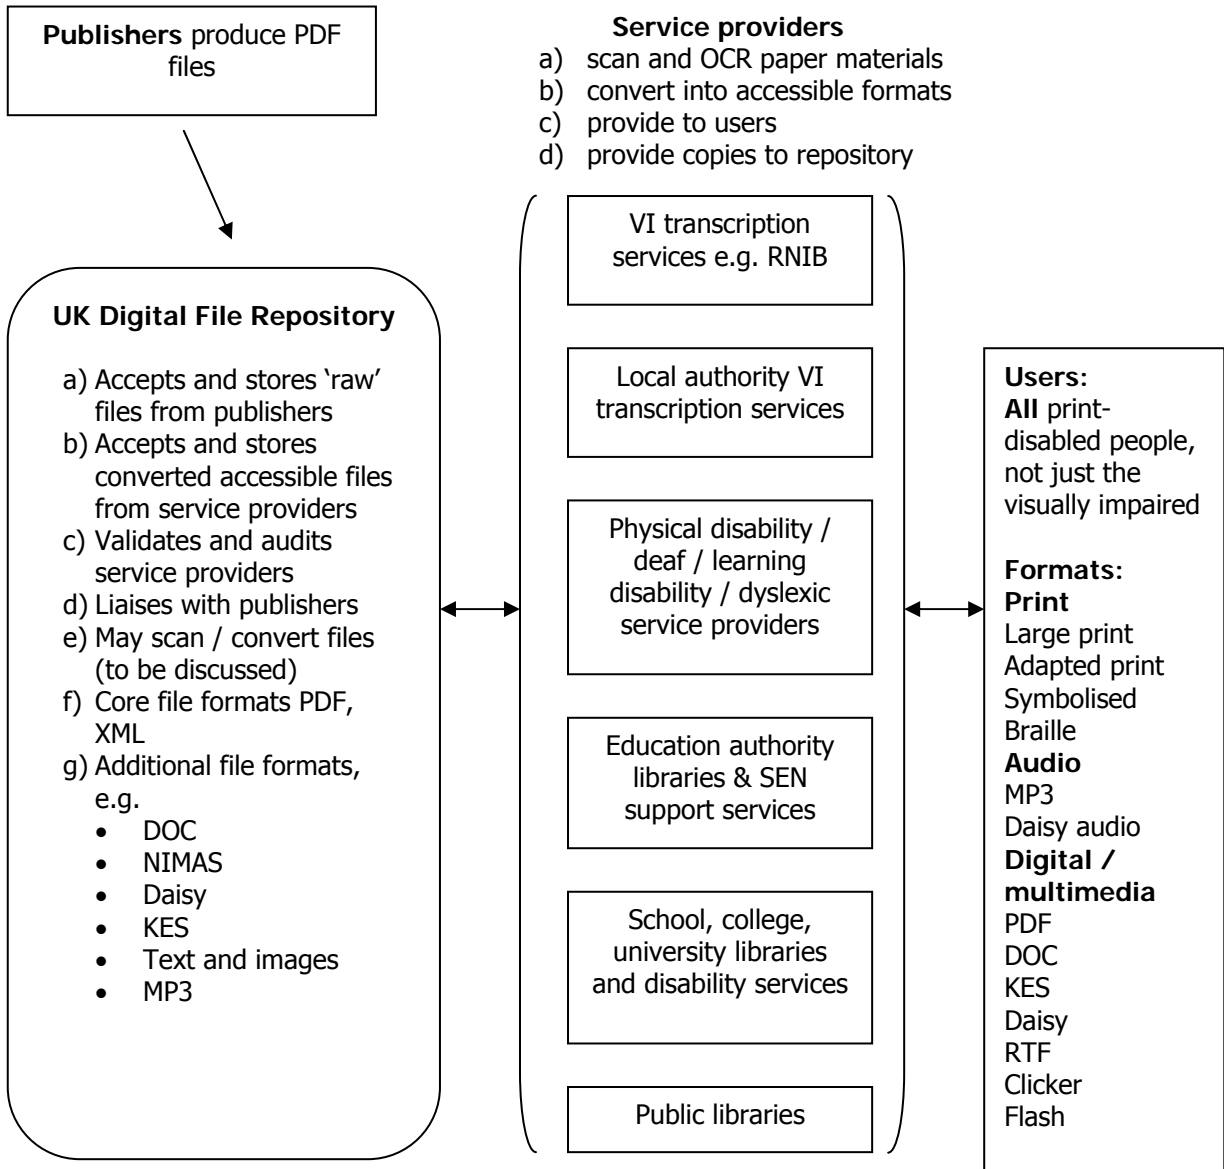 Publishers produce PDF
files
Service providers
a) scan and OCR paper materials
b) convert into accessible formats
c) provide to users
d) provide copies to repository
UK Digital File Repository
a) Accepts and stores ‘raw’
files from publishers
b) Accepts and stores
converted accessible files
from service providers
c) Validates and audits
service providers
d) Liaises with publishers
e) May scan / convert files
(to be discussed)
f) Core file formats PDF,
XML
g) Additional file formats,
e.g.
• DOC
• NIMAS
• Daisy
• KES
• Text and images
• MP3
VI transcription
services e.g. RNIB
Local authority VI
transcription services
Physical disability /
deaf / learning
disability / dyslexic
service providers
Education authority
libraries & SEN
support services
School, college,
university libraries
and disability services
Public libraries
Users:
All print-
disabled people,
not just the
visually impaired
Formats:
Print
Large print
Adapted print
Symbolised
Braille
Audio
MP3
Daisy audio
Digital /
multimedia
PDF
DOC
KES
Daisy
RTF
Clicker
Flash